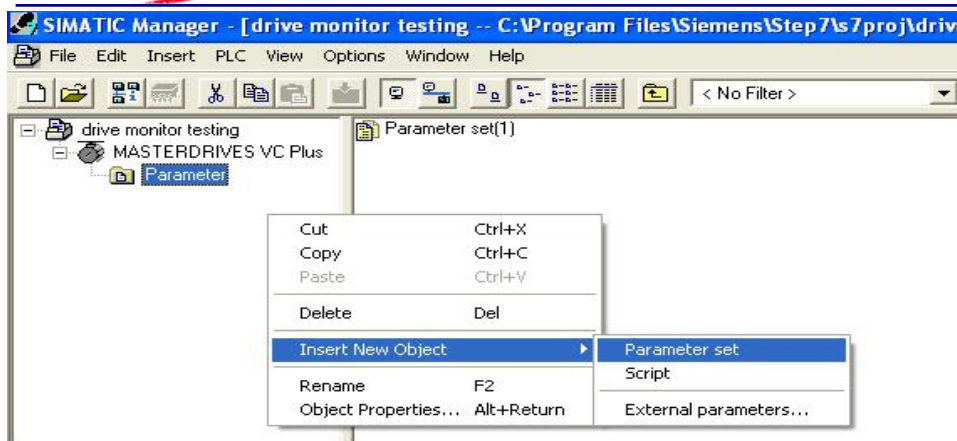 SIMATIC Manager - [drive monitor testing -- C:\Program Files\Siemens\Step7\s7proj\driv
File Edit Insert PLC View Options Window Help
< No Filter >
drive monitor testing
MASTERDRIVES VC Plus
Parameter
Parameter set(1)
Cut Ctrl+X
Copy Ctrl+C
Paste Ctrl+V
Delete Del
Insert New Object
Rename F2
Object Properties... Alt+Return
Parameter set
Script
External parameters...